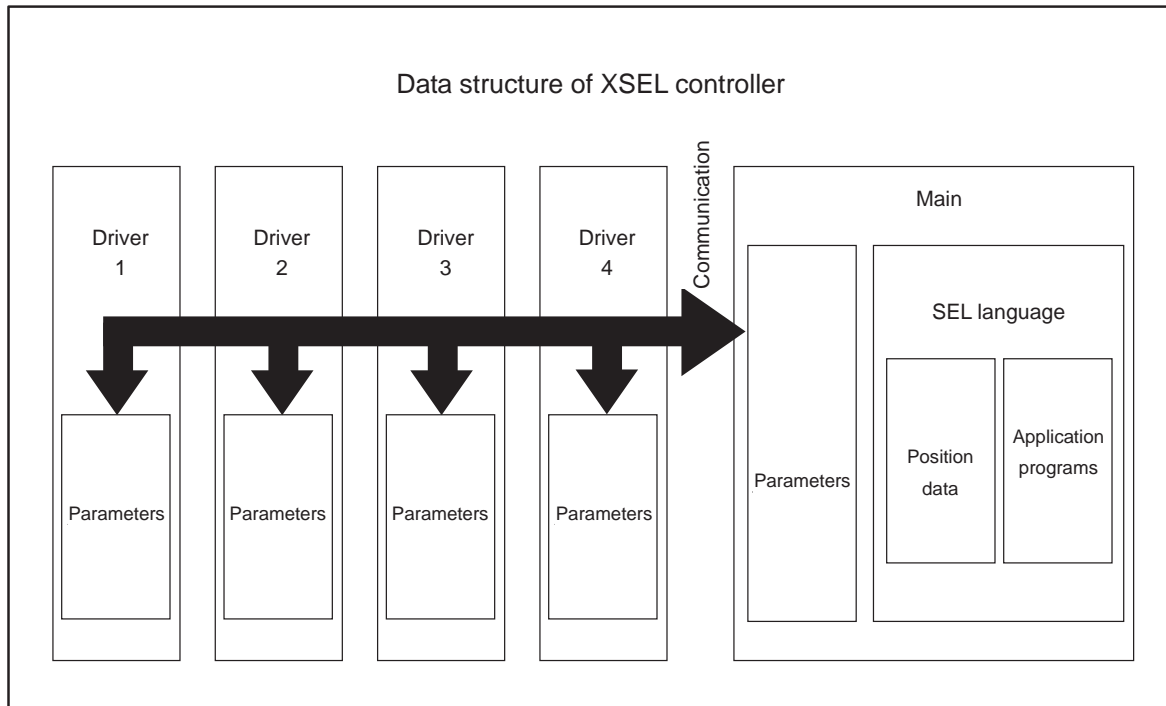 Data structure of XSEL controller
Driver
1
Driver
2
Driver
3
Driver
4
Communication
Main
SEL language
Parameters
Parameters
Parameters
Parameters
Parameters
Position
data
Application
programs